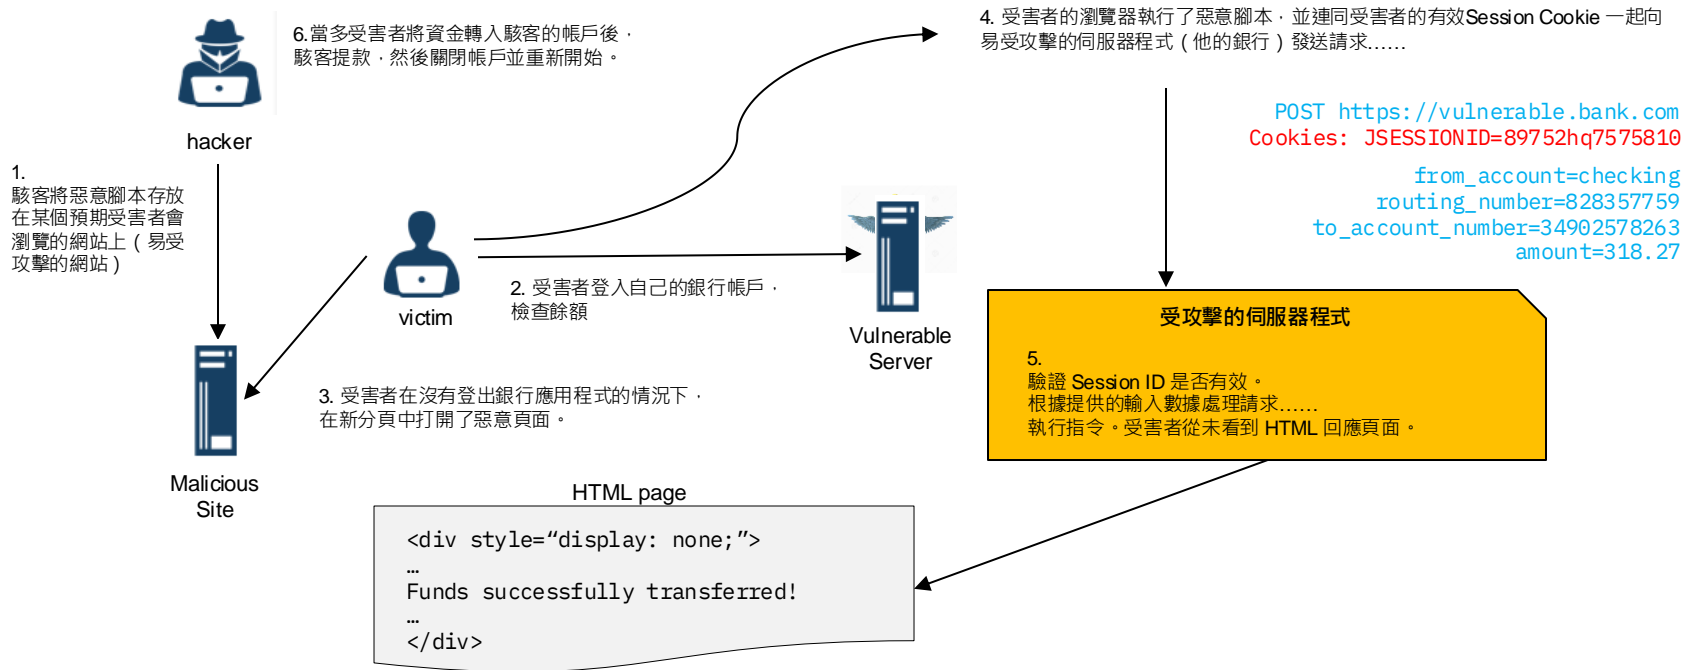 6.當多受害者將資金轉入駭客的帳戶後，
駭客提款，然後關閉帳戶並重新開始。
4. 受害者的瀏覽器執行了惡意腳本，並連同受害者的有效Session Cookie 一起向
易受攻擊的伺服器程式（他的銀行）發送請求……
POST https://vulnerable.bank.com
Cookies: JSESSIONID=89752hq7575810
from_account=checking
routing_number=828357759
to_account_number=34902578263
amount=318.27
hacker
1.
駭客將惡意腳本存放
在某個預期受害者會
瀏覽的網站上（易受
攻擊的網站）
victim
2. 受害者登入自己的銀行帳戶，
檢查餘額
Vulnerable
Server
受攻擊的伺服器程式
5.
驗證 Session ID 是否有效。
根據提供的輸入數據處理請求……
執行指令。受害者從未看到 HTML 回應頁面。
3. 受害者在沒有登出銀行應用程式的情況下，
在新分頁中打開了惡意頁面。
Malicious
Site
HTML page
<div style=“display: none;”>
…
Funds successfully transferred!
…
</div>